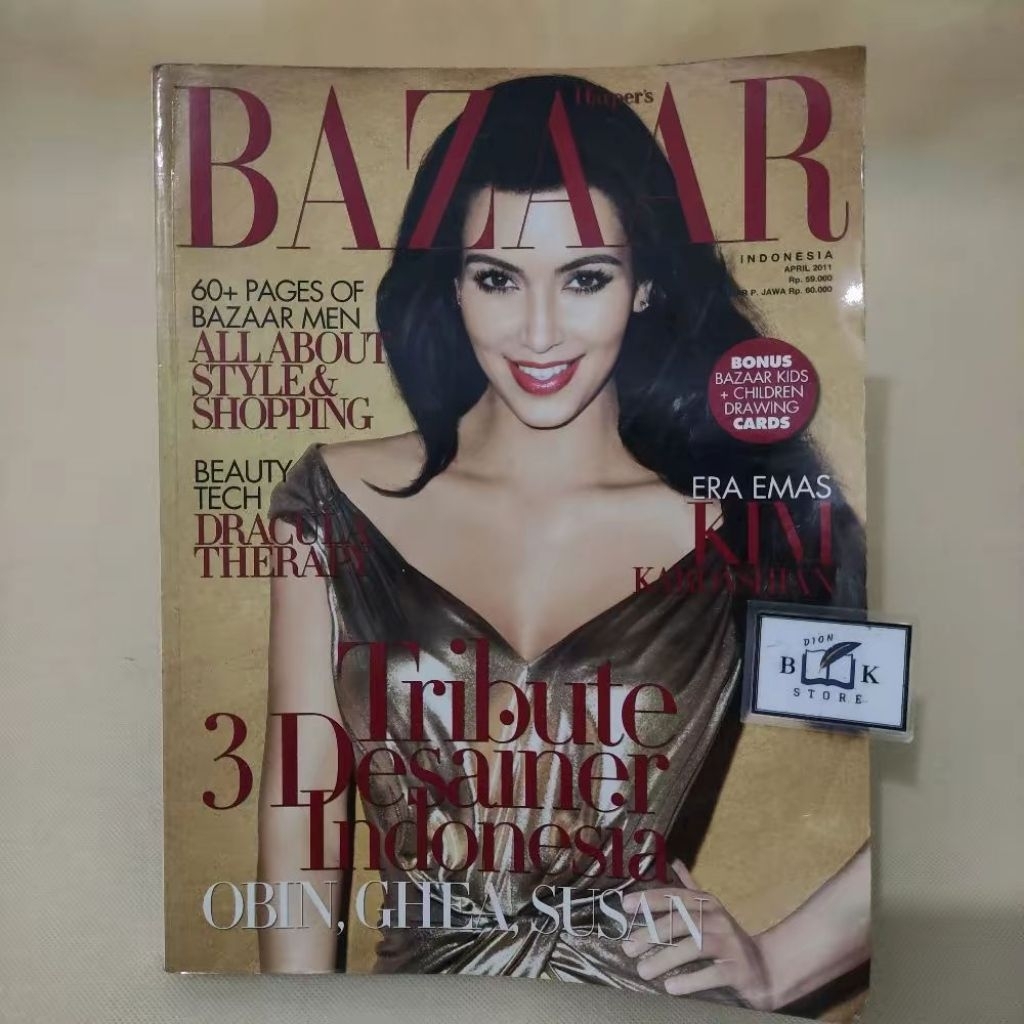 Harper's
BAZAAR
INDONESIA
APRIL 2011
Rp. 59.000
R P. JAWA Rp. 60.000
60+ PAGES OF
BAZAAR MEN
ALL ABOUT
STYLE &
SHOPPING
BONUS
BAZAAR KIDS
+ CHILDREN
DRAWING
CARDS
BEAUTY
TECH
DRACULA
THERAPY
ERA EMAS
KIM
KARDASHIAN
DION
BOOK
STORE
Tribute
3 Desainer
Indonesia
OBIN, GHEA, SUSAN